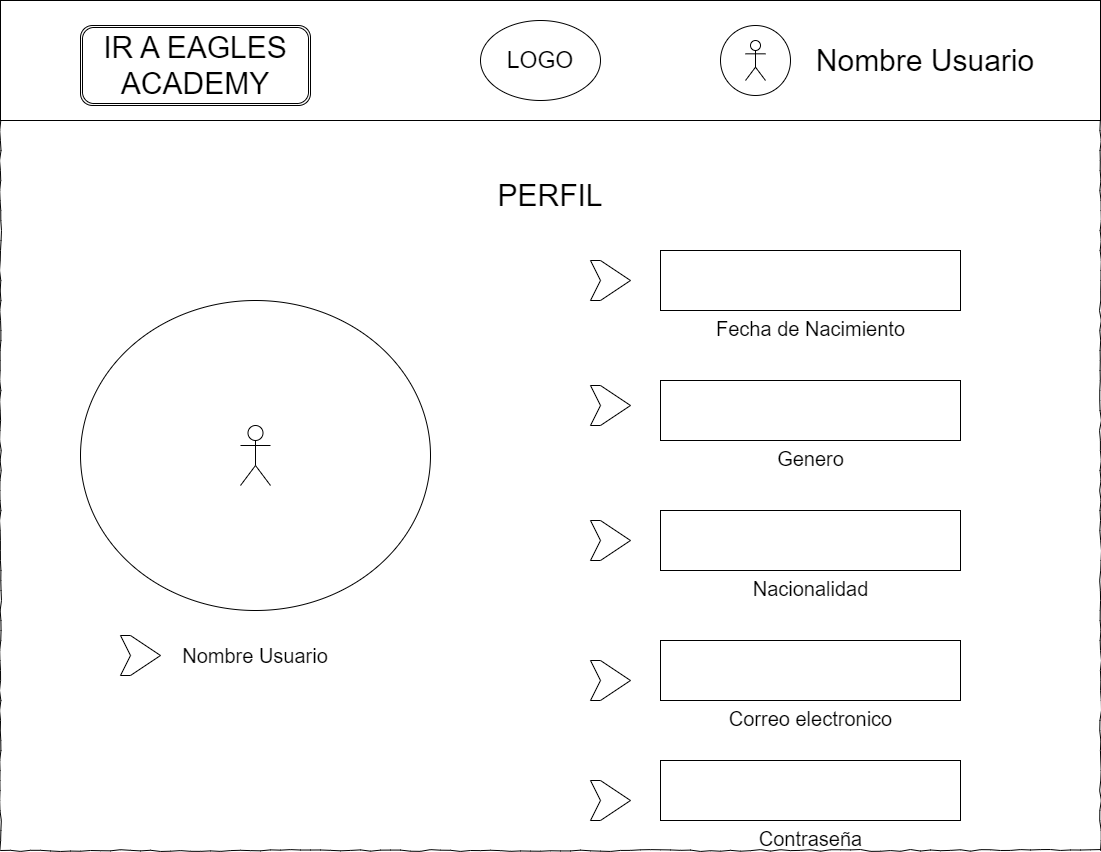 IR A EAGLES
ACADEMY
LOGO
Nombre Usuario
PERFIL
Fecha de Nacimiento
Genero
Nacionalidad
Nombre Usuario
Correo electronico
Contraseña